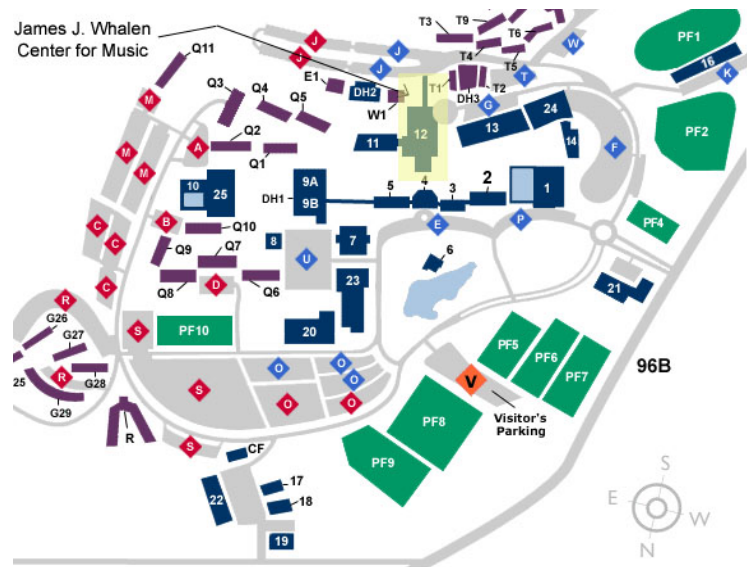 James J. Whalen
Center for Music
T3
T9
T6
T4
T5
W
PF1
16
K
Q11
J
J
J
J
J
E1
DH2
W1
T1
DH3
T2
T
G
Q3
Q4
Q5
M
M
M
A
Q2
Q1
11
12
13
24
14
F
PF2
10
25
DH1
9A
9B
5
4
3
2
1
E
P
PF4
C
C
C
B
Q10
Q9
Q7
Q8
Q6
D
8
U
7
23
6
21
R
G26
G27
25
R
G28
G29
S
PF10
20
PF5
PF6
PF7
96B
O
O
O
O
O
S
V
Visitor's
Parking
PF8
PF9
R
S
CF
22
17
18
19
S
E
W
N